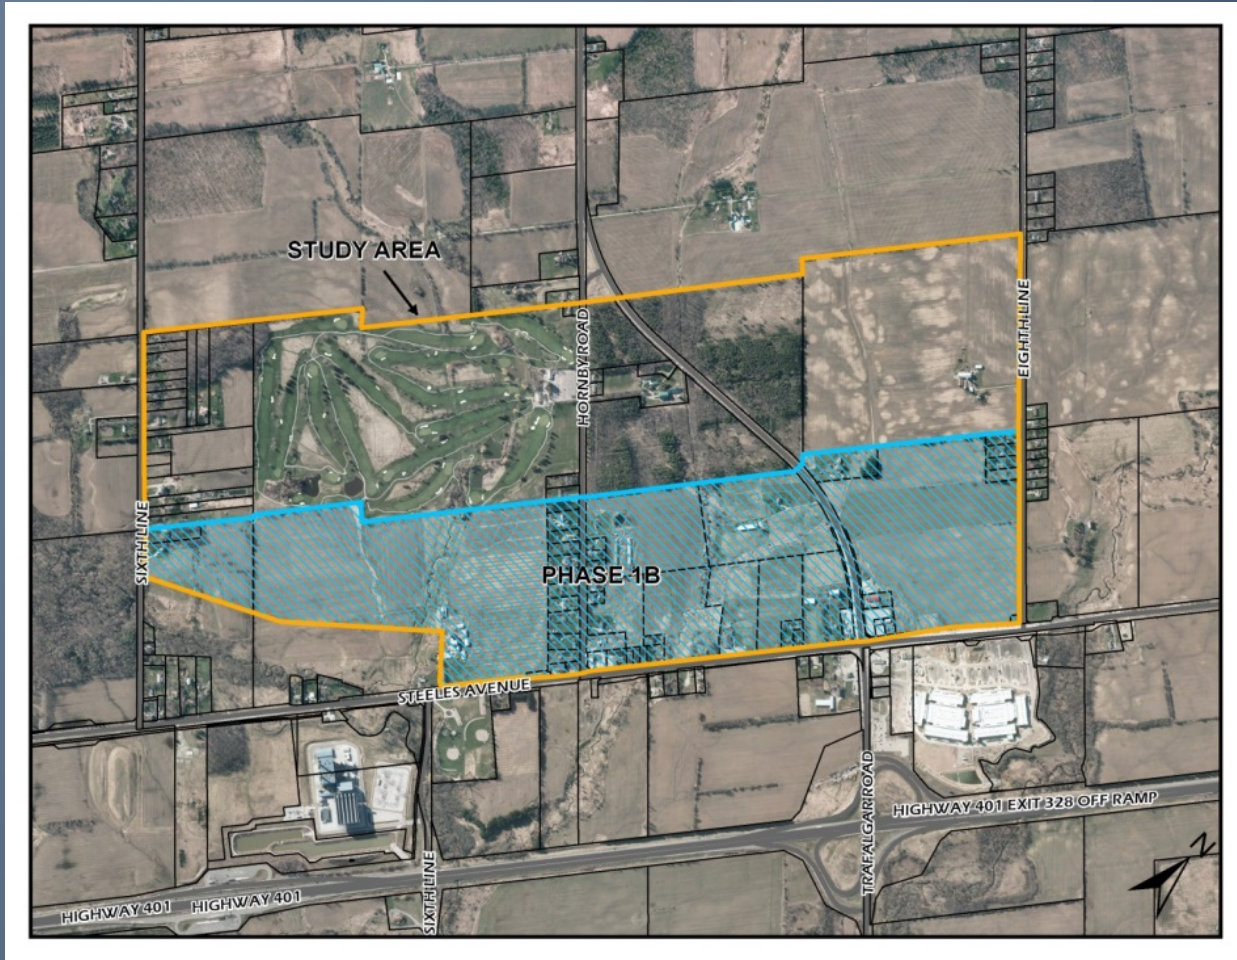 STUDY AREA
HORNBY ROAD
EIGHTH LINE
SIXTH LINE
PHASE 1B
STEELES AVENUE
TRAFALGAR ROAD
HIGHWAY 401 EXIT 328 OFF RAMP
SIXTH LINE
HIGHWAY 401
HIGHWAY 401
N